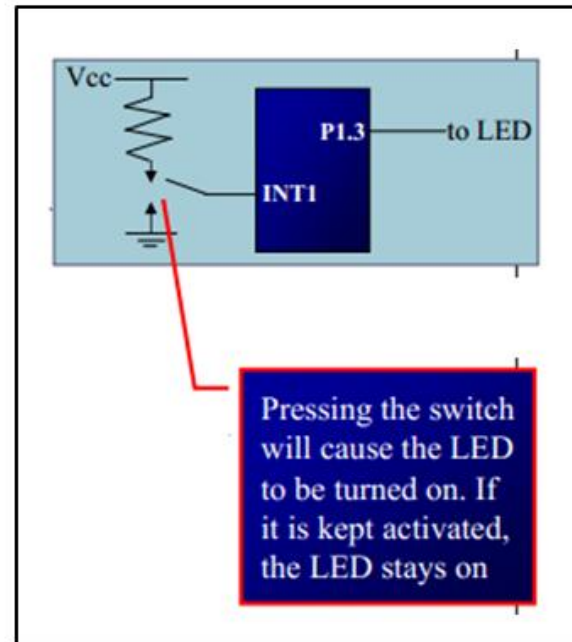 Vcc
P1.3
to LED
INT1
Pressing the switch
will cause the LED
to be turned on. If
it is kept activated,
the LED stays on